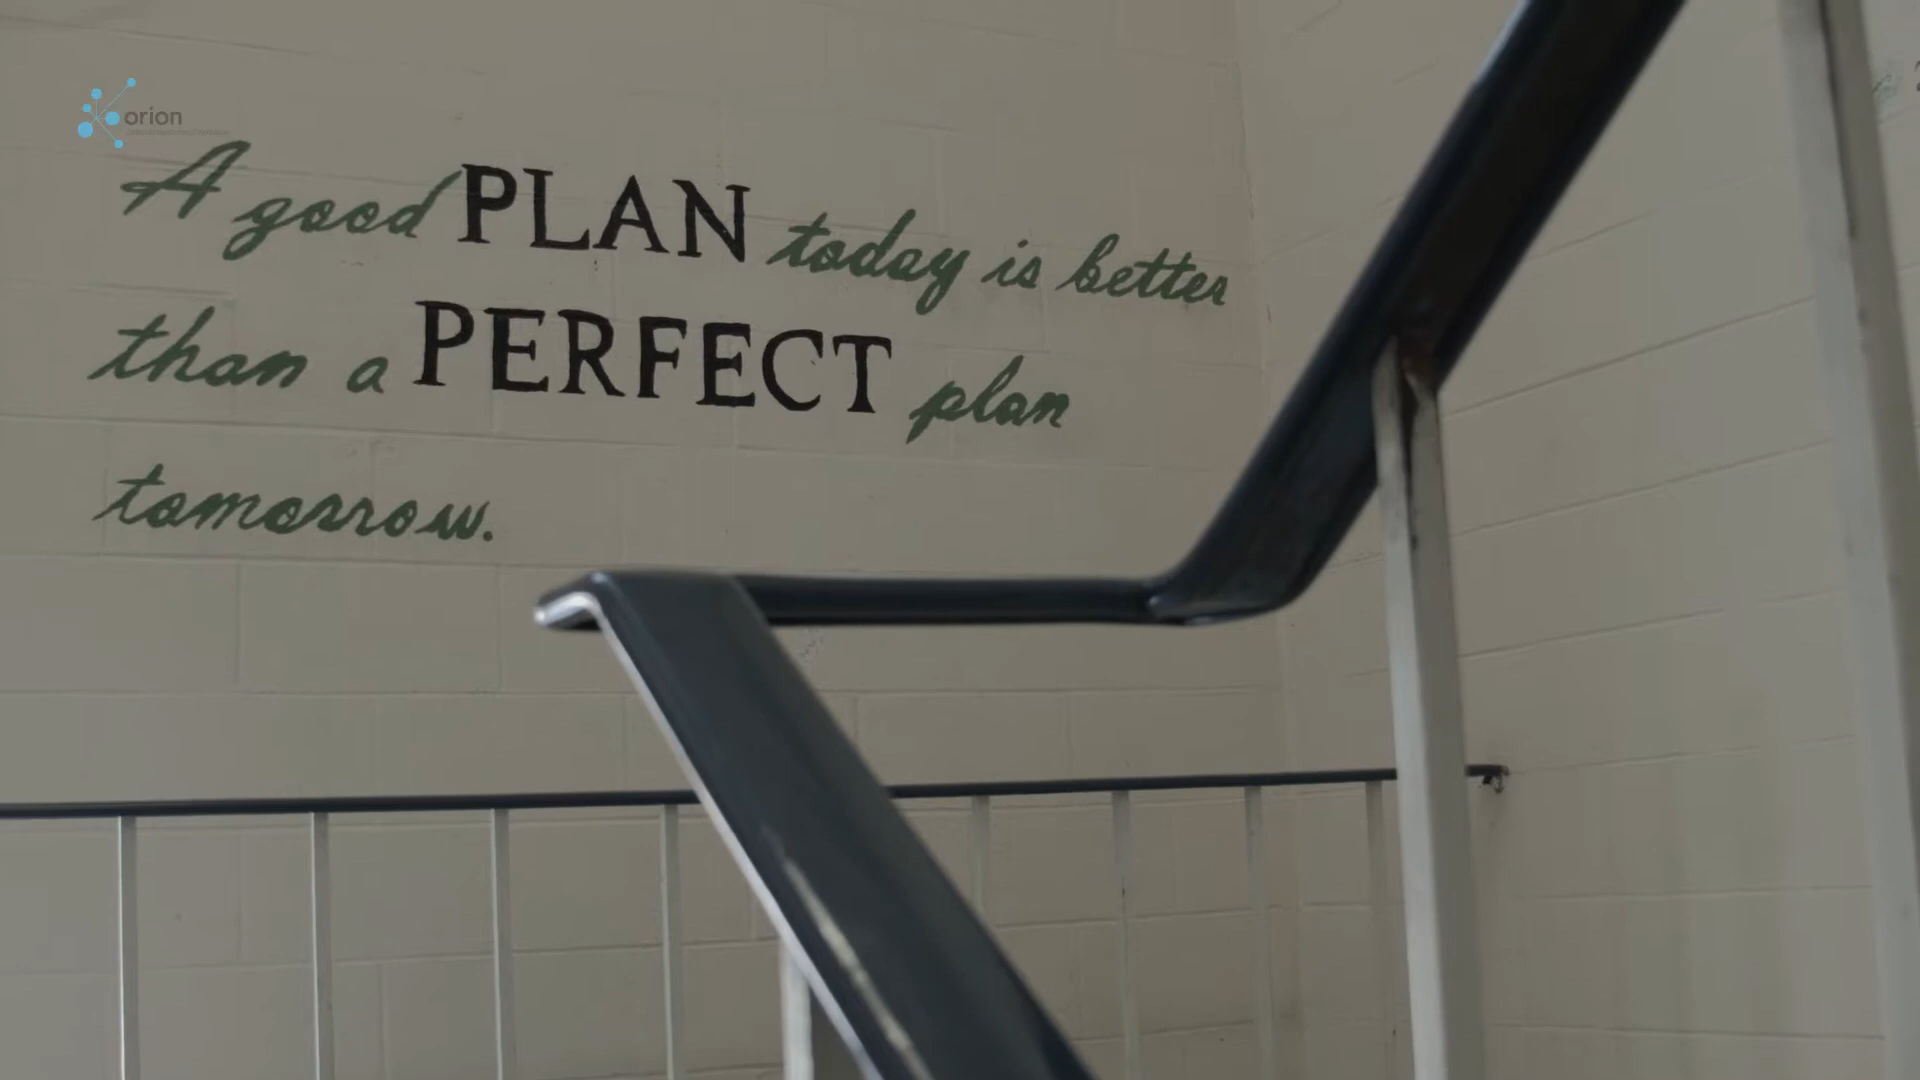 orion
A good PLAN today is better
than a PERFECT plan
tomorrow.